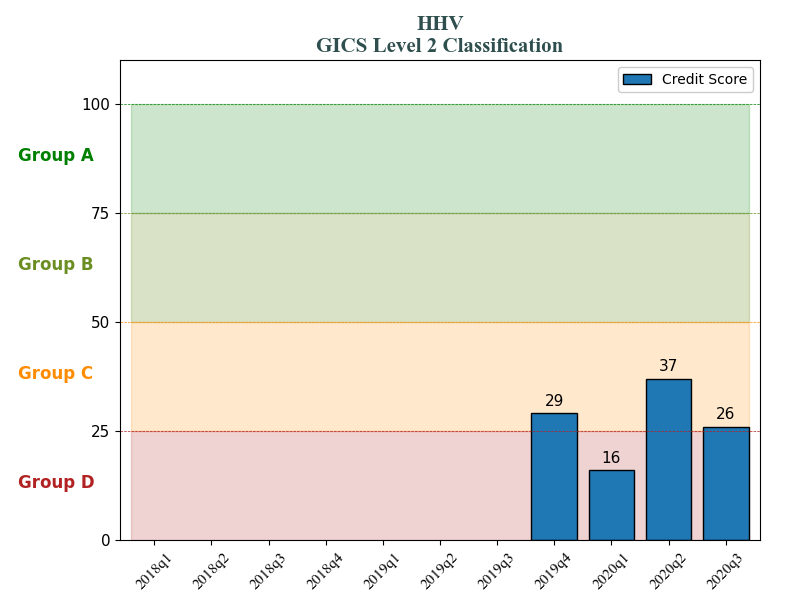 HHV
GICS Level 2 Classification
Credit Score
100
Group A
75
Group B
50
Group C
37
29
26
25
16
Group D
0
2018q1 2018q2 2018q3 2018q4 2019q1 2019q2 2019q3 2019q4 2020q1 2020q2 2020q3